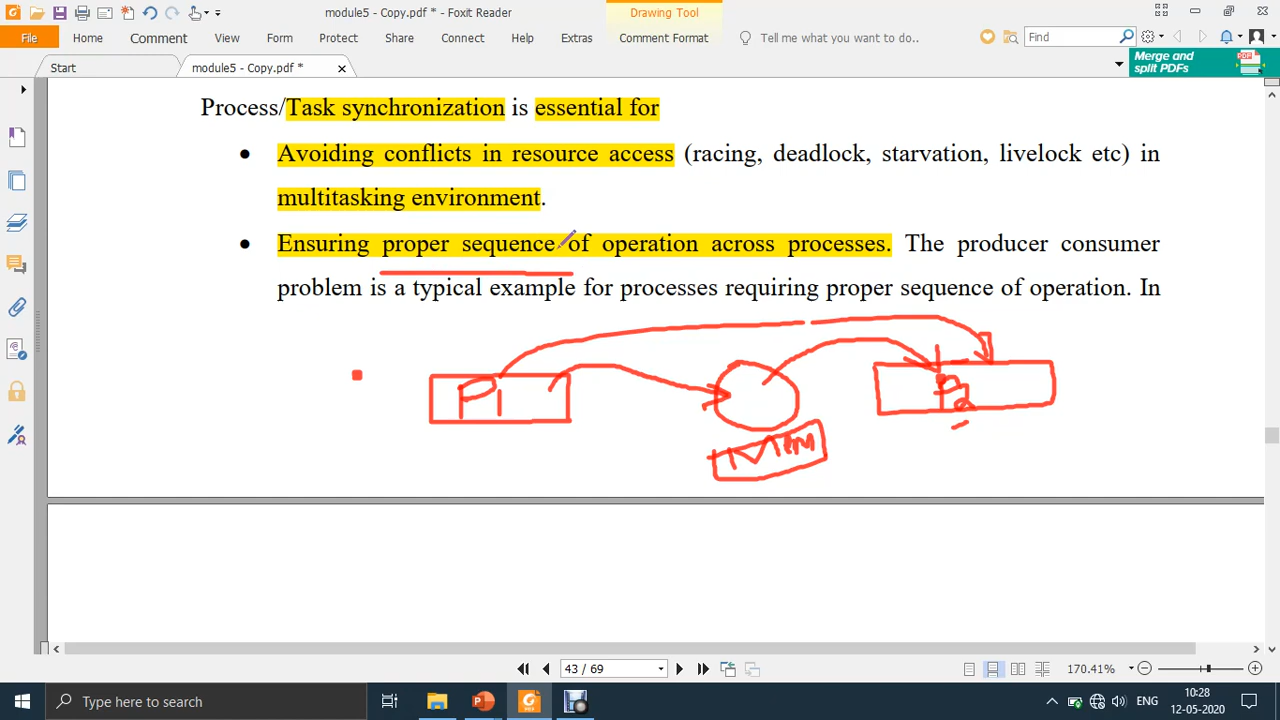 module5 - Copy.pdf * - Foxit Reader
Drawing Tool
File
Home
Comment
View
Form
Protect
Share
Connect
Help
Extras
Comment Format
Tell me what you want to do..
Find
Start
module5 - Copy.pdf *
Merge and
split PDFs
Process/Task synchronization is essential for
• Avoiding conflicts in resource access (racing, deadlock, starvation, livelock etc) in
multitasking environment.
• Ensuring proper sequence of operation across processes. The producer consumer
problem is a typical example for processes requiring proper sequence of operation. In
P1
P2
Mem
43 / 69
170.41%
Type here to search
ENG
10:28
12-05-2020